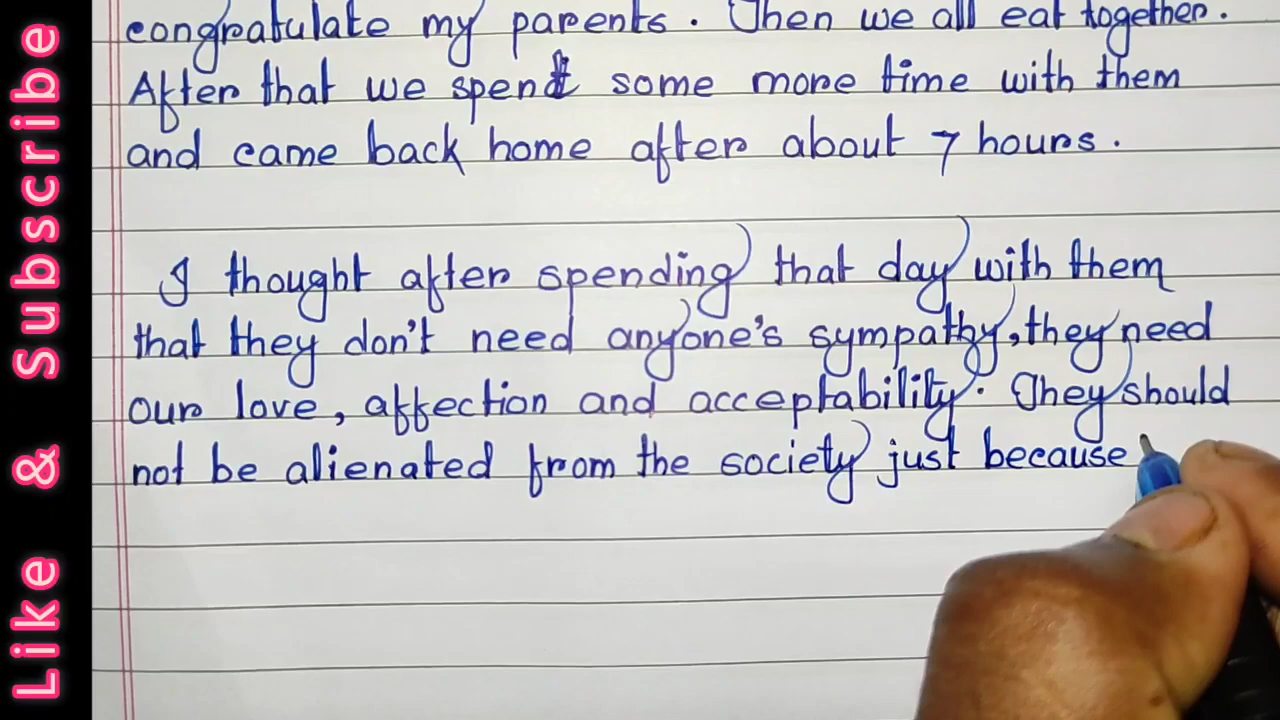 congratulate my parents. Then we all eat together.
After that we spent some more time with them
and came back home after about 7 hours.
I thought after spending that day with them
that they don't need anyone's sympathy, they need
our love, affection and acceptability. They should
not be alienated from the society just because
Like & Subscribe